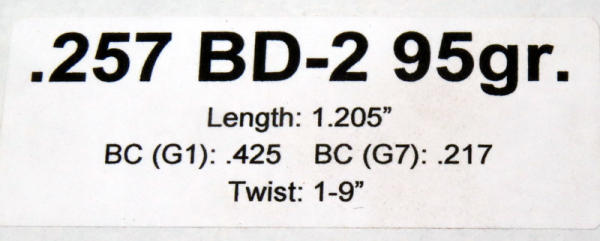 .257 BD-2 95gr.
Length: 1.205”
BC (G1): .425 BC (G7): .217
Twist: 1-9”